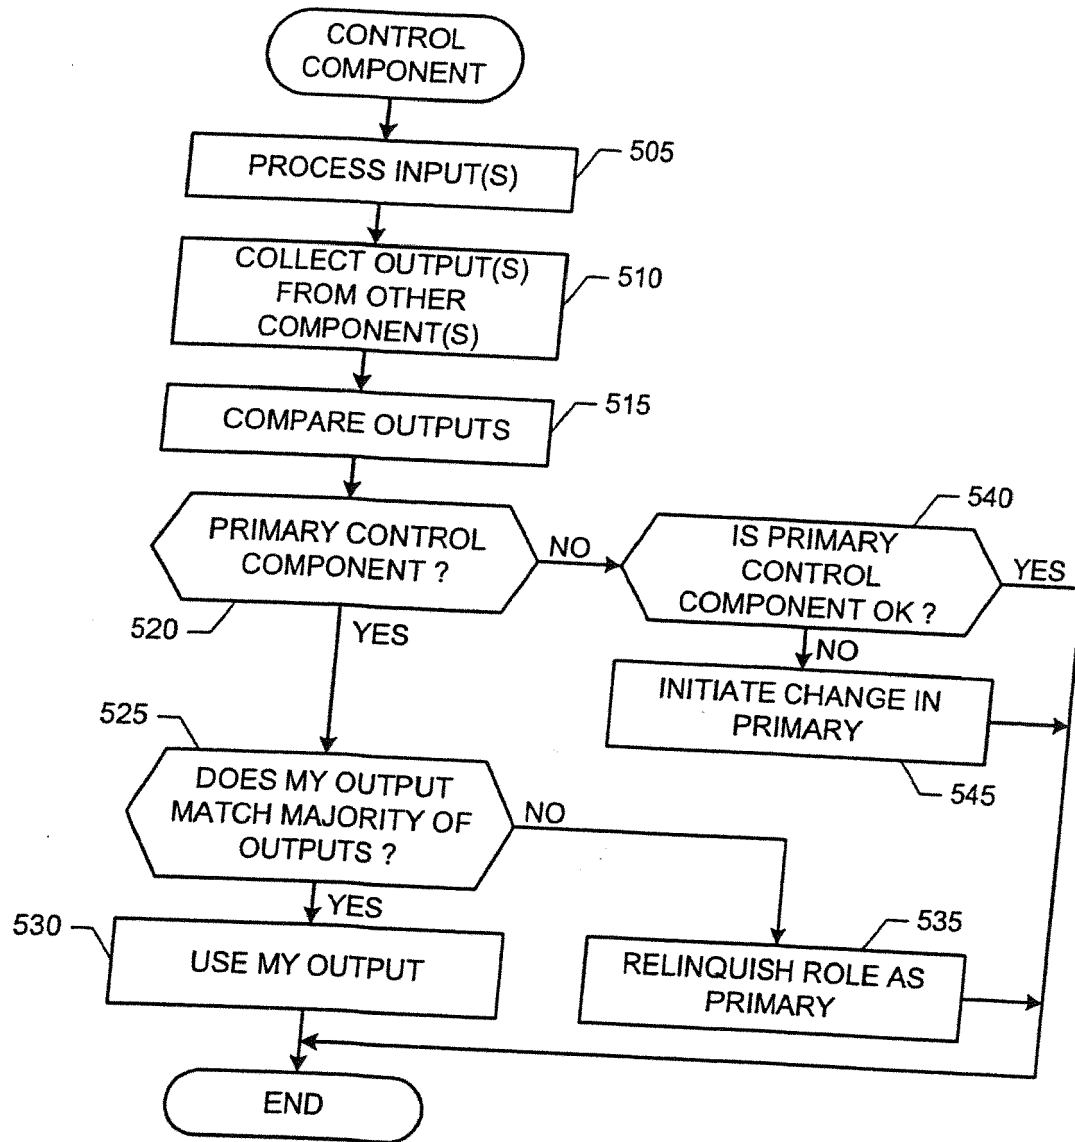 CONTROL
COMPONENT
PROCESS INPUT(S)
505
COLLECT OUTPUT(S)
FROM OTHER
COMPONENT(S)
510
COMPARE OUTPUTS
515
PRIMARY CONTROL
COMPONENT ?
520
NO
YES
IS PRIMARY
CONTROL
COMPONENT OK ?
540
YES
NO
INITIATE CHANGE IN
PRIMARY
545
525
DOES MY OUTPUT
MATCH MAJORITY OF
OUTPUTS ?
NO
YES
530
USE MY OUTPUT
535
RELINQUISH ROLE AS
PRIMARY
END